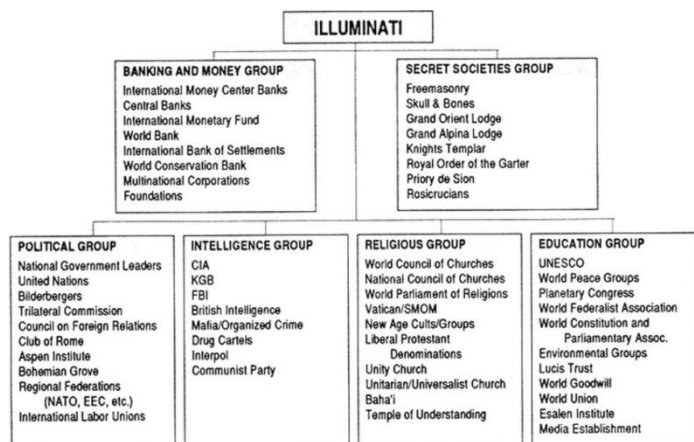 ILLUMINATI
BANKING AND MONEY GROUP
International Money Center Banks
Central Banks
International Monetary Fund
World Bank
International Bank of Settlements
World Conservation Bank
Multinational Corporations
Foundations
SECRET SOCIETIES GROUP
Freemasonry
Skull & Bones
Grand Orient Lodge
Grand Alpina Lodge
Knights Templar
Royal Order of the Garter
Priory de Sion
Rosicrucians
POLITICAL GROUP
National Government Leaders
United Nations
Bilderbergers
Trilateral Commission
Council on Foreign Relations
Club of Rome
Aspen Institute
Bohemian Grove
Regional Federations
(NATO, EEC, etc.)
International Labor Unions
INTELLIGENCE GROUP
CIA
KGB
FBI
British Intelligence
Mafia/Organized Crime
Drug Cartels
Interpol
Communist Party
RELIGIOUS GROUP
World Council of Churches
National Council of Churches
World Parliament of Religions
Vatican/SMOM
New Age Cults/Groups
Liberal Protestant
Denominations
Unity Church
Unitarian/Universalist Church
Baha'i
Temple of Understanding
EDUCATION GROUP
UNESCO
World Peace Groups
Planetary Congress
World Federalist Association
World Constitution and
Parliamentary Assoc.
Environmental Groups
Lucis Trust
World Goodwill
World Union
Esalen Institute
Media Establishment